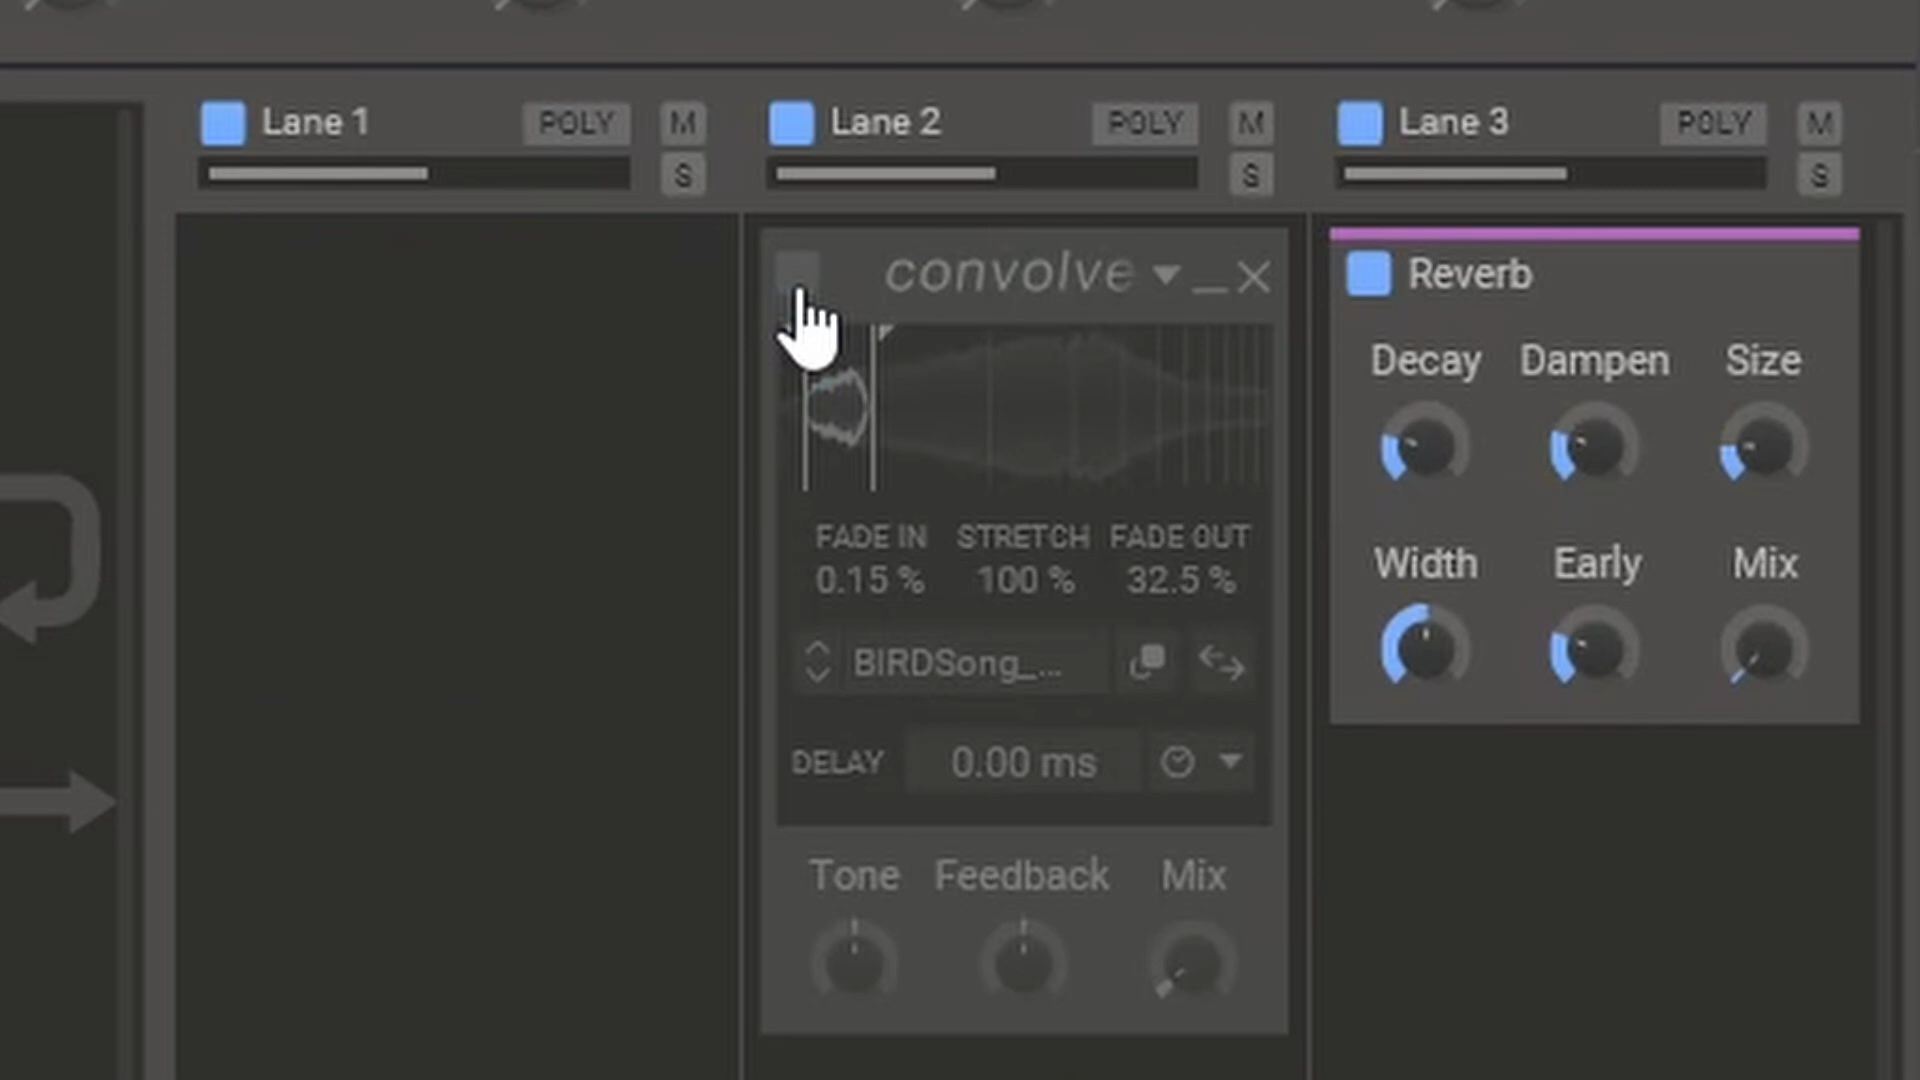 Lane 1 POLY M
S
Lane 2 POLY M
S
Lane 3 POLY M
S
convolve
FADE IN STRETCH FADE OUT
0.15 % 100 % 32.5 %
BIRDSong_...
DELAY 0.00 ms
Tone Feedback Mix
Reverb
Decay Dampen Size
Width Early Mix